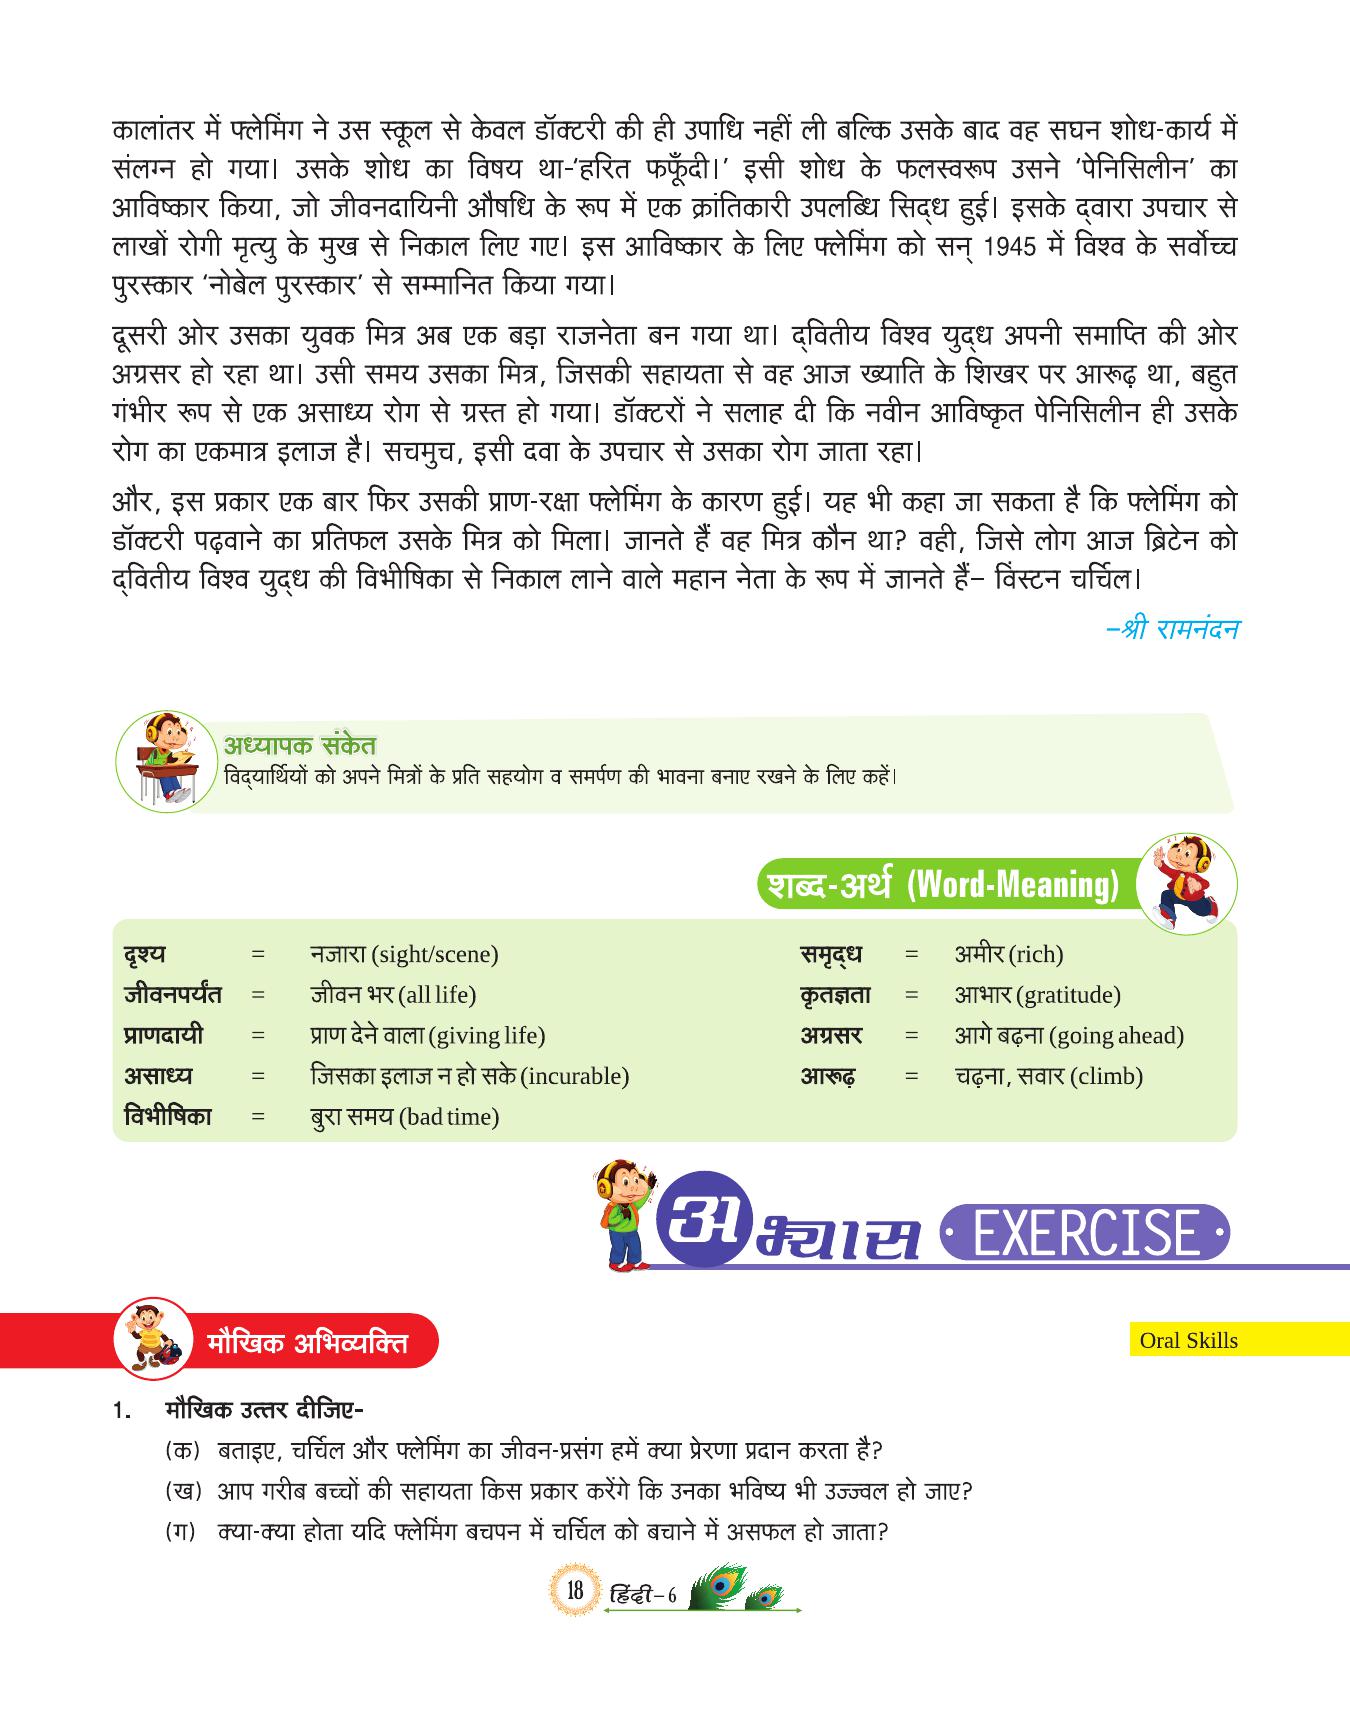 कालांतर में फ्लेमिंग ने उस स्कूल से केवल डॉक्टरी की ही उपाधि नहीं ली बल्कि उसके बाद वह सघन शोध-कार्य में
संलग्न हो गया। उसके शोध का विषय था-‘हरित फफूँदी।’ इसी शोध के फलस्वरूप उसने ‘पेनिसिलीन’ का
आविष्कार किया, जो जीवनदायिनी औषधि के रूप में एक क्रांतिकारी उपलब्धि सिद्ध हुई। इसके द्वारा उपचार से
लाखों रोगी मृत्यु के मुख से निकाल लिए गए। इस आविष्कार के लिए फ्लेमिंग को सन् 1945 में विश्व के सर्वोच्च
पुरस्कार ‘नोबेल पुरस्कार’ से सम्मानित किया गया।
दूसरी ओर उसका युवक मित्र अब एक बड़ा राजनेता बन गया था। द्वितीय विश्व युद्ध अपनी समाप्ति की ओर
अग्रसर हो रहा था। उसी समय उसका मित्र, जिसकी सहायता से वह आज ख्याति के शिखर पर आरूढ़ था, बहुत
गंभीर रूप से एक असाध्य रोग से ग्रस्त हो गया। डॉक्टरों ने सलाह दी कि नवीन आविष्कृत पेनिसिलीन ही उसके
रोग का एकमात्र इलाज है। सचमुच, इसी दवा के उपचार से उसका रोग जाता रहा।
और, इस प्रकार एक बार फिर उसकी प्राण-रक्षा फ्लेमिंग के कारण हुई। यह भी कहा जा सकता है कि फ्लेमिंग को
डॉक्टरी पढ़वाने का प्रतिफल उसके मित्र को मिला। जानते हैं वह मित्र कौन था? वही, जिसे लोग आज ब्रिटेन को
द्वितीय विश्व युद्ध की विभीषिका से निकाल लाने वाले महान नेता के रूप में जानते हैं– विंस्टन चर्चिल।
–श्री रामनंदन
अध्यापक संकेत
विद्यार्थियों को अपने मित्रों के प्रति सहयोग व समर्पण की भावना बनाए रखने के लिए कहें।
शब्द-अर्थ (Word-Meaning)
दृश्य = नजारा (sight/scene) समृद्ध = अमीर (rich)
जीवनपर्यंत = जीवन भर (all life) कृतज्ञता = आभार (gratitude)
प्राणदायी = प्राण देने वाला (giving life) अग्रसर = आगे बढ़ना (going ahead)
असाध्य = जिसका इलाज न हो सके (incurable) आरूढ़ = चढ़ना, सवार (climb)
विभीषिका = बुरा समय (bad time)
अभ्यास EXERCISE
मौखिक अभिव्यक्ति Oral Skills
1. मौखिक उत्तर दीजिए-
(क) बताइए, चर्चिल और फ्लेमिंग का जीवन-प्रसंग हमें क्या प्रेरणा प्रदान करता है?
(ख) आप गरीब बच्चों की सहायता किस प्रकार करेंगे कि उनका भविष्य भी उज्ज्वल हो जाए?
(ग) क्या-क्या होता यदि फ्लेमिंग बचपन में चर्चिल को बचाने में असफल हो जाता?
18 हिंदी–6